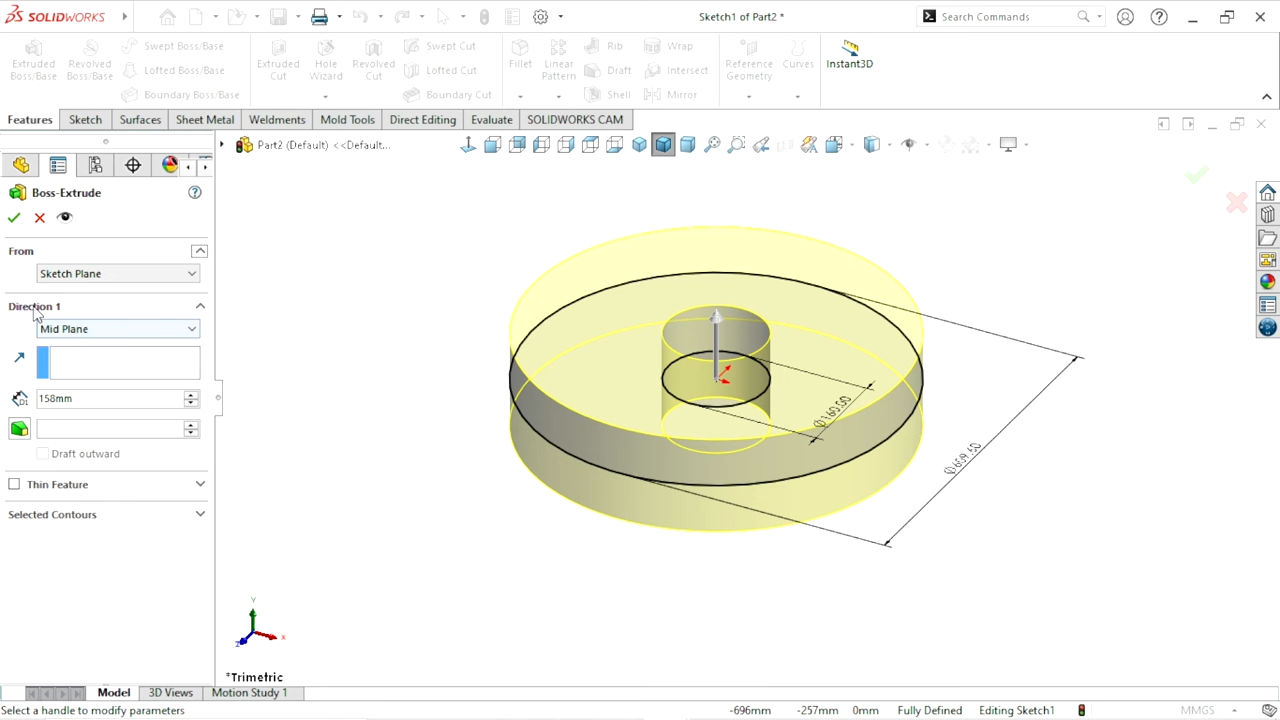 SOLIDWORKS
Sketch1 of Part2 *
Search Commands
Extruded Boss/Base
Revolved Boss/Base
Swept Boss/Base
Lofted Boss/Base
Boundary Boss/Base
Extruded Cut
Hole Wizard
Revolved Cut
Swept Cut
Lofted Cut
Boundary Cut
Fillet
Linear Pattern
Rib
Draft
Shell
Wrap
Intersect
Mirror
Reference Geometry
Curves
Instant3D
Features
Sketch
Surfaces
Sheet Metal
Weldments
Mold Tools
Direct Editing
Evaluate
SOLIDWORKS CAM
Part2 (Default) <<Default...
Boss-Extrude
From
Sketch Plane
Direction 1
Mid Plane
D1
158mm
Draft outward
Thin Feature
Selected Contours
Ø160.00
Ø609.60
Y
X
Z
*Trimetric
Model
3D Views
Motion Study 1
Select a handle to modify parameters
-696mm
-257mm
0mm
Fully Defined
Editing Sketch1
MMGS